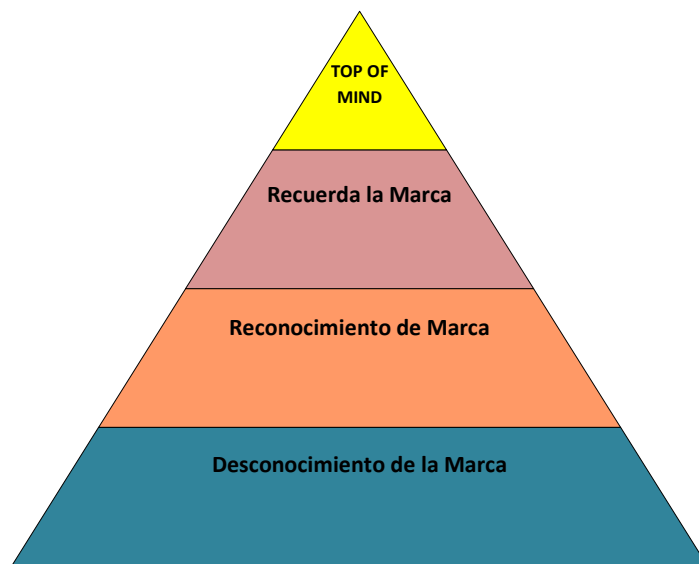 TOP OF
MIND
Recuerda la Marca
Reconocimiento de Marca
Desconocimiento de la Marca